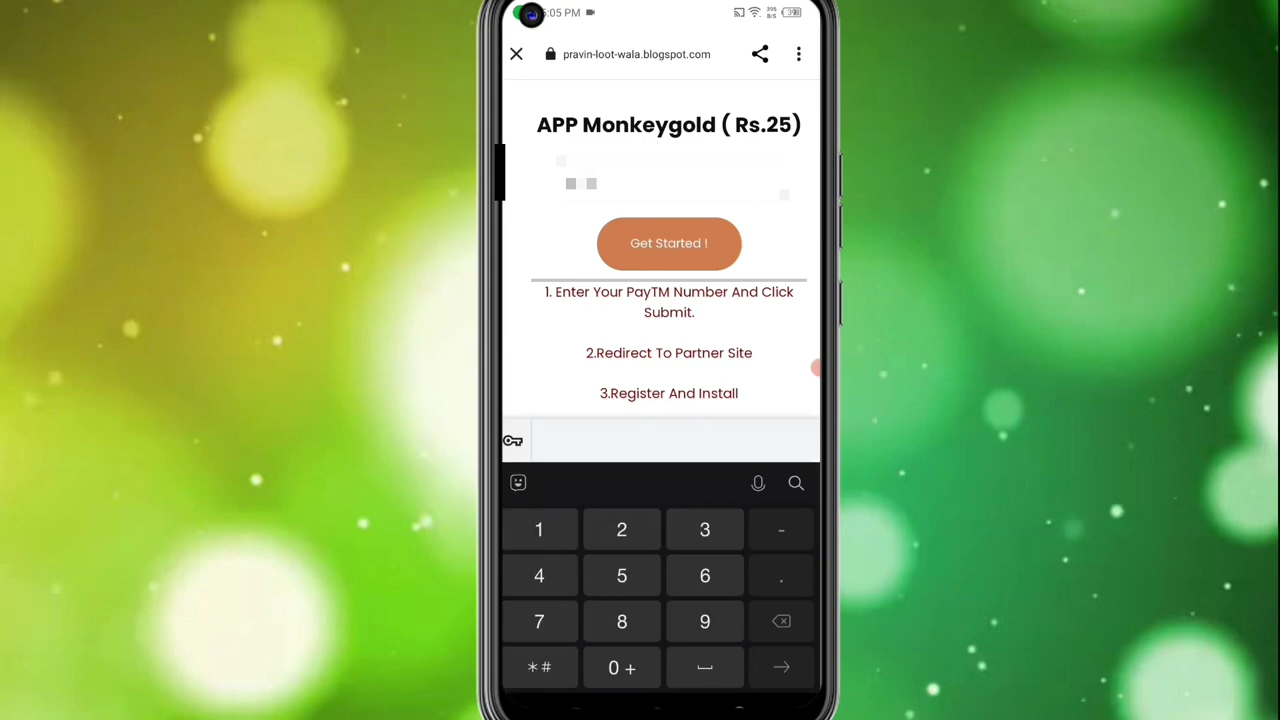 5:05 PM
395 B/S 39
pravin-loot-wala.blogspot.com
APP Monkeygold ( Rs.25)
Get Started !
1. Enter Your PayTM Number And Click
Submit.
2.Redirect To Partner Site
3.Register And Install
1 2 3 -
4 5 6 .
7 8 9
*# 0 +